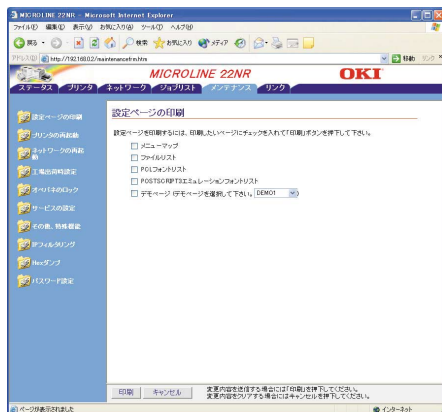 MICROLINE 22NR - Microsoft Internet Explorer
ファイル(F) 編集(E) 表示(V) お気に入り(A) ツール(T) ヘルプ(H)
戻る 検索 お気に入り メディア
アドレス(D) http://192.168.0.2/maintenancefrm.htm 移動 リンク
MICROLINE 22NR OKI
ステータス プリンタ ネットワーク ジョブリスト メンテナンス リンク
設定ページの印刷
プリンタの再起動
ネットワークの再起動
工場出荷時設定
オペパネのロック
サービスの設定
その他、特殊機能
IPフィルタリング
Hexダンプ
パスワード設定
設定ページの印刷
設定ページを印刷するには、印刷したいページにチェックを入れて「印刷」ボタンを押下して下さい。
メニューマップ
ファイルリスト
PCLフォントリスト
POSTSCRIPT3エミュレーションフォントリスト
デモページ (デモページを選択して下さい。 DEMO1 )
印刷 キャンセル 変更内容を送信する場合には「印刷」を押下してください。
変更内容をクリアする場合にはキャンセルを押下してください。
ページが表示されました インターネット